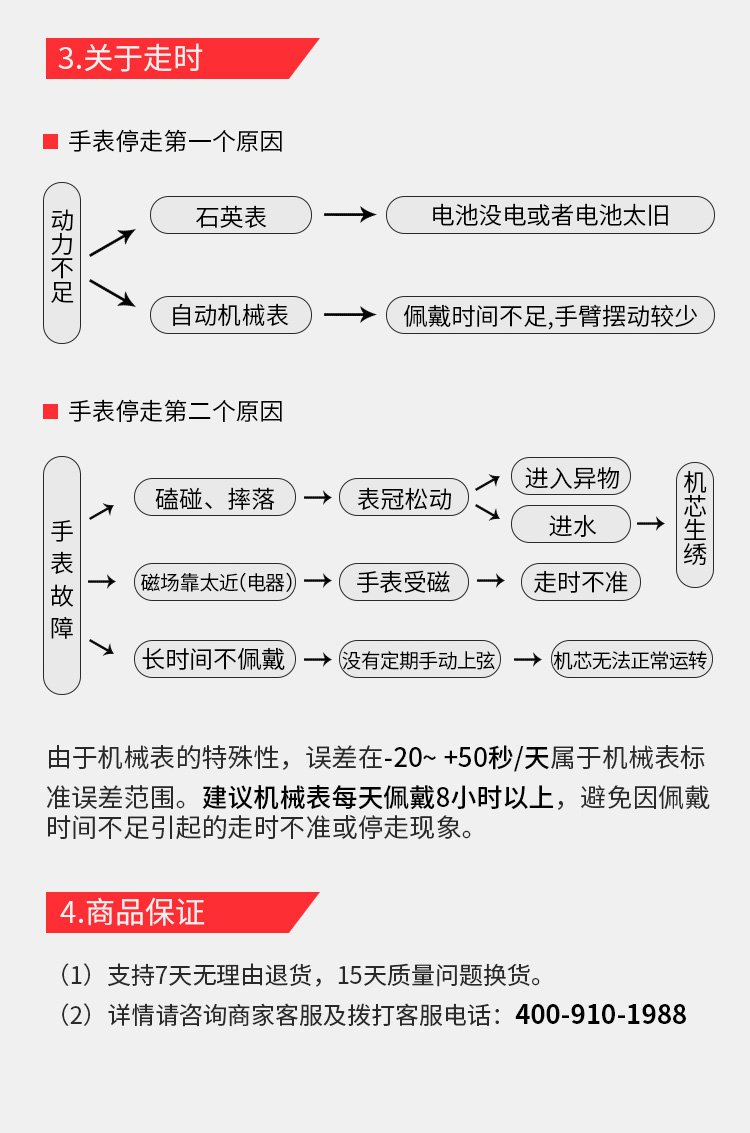 3.关于走时
手表停走第一个原因
动力不足
石英表
电池没电或者电池太旧
自动机械表
佩戴时间不足,手臂摆动较少
手表停走第二个原因
手表故障
磕碰、摔落
表冠松动
进入异物
进水
机芯生绣
磁场靠太近(电器)
手表受磁
走时不准
长时间不佩戴
没有定期手动上弦
机芯无法正常运转
由于机械表的特殊性，误差在-20~ +50秒/天属于机械表标
准误差范围。建议机械表每天佩戴8小时以上，避免因佩戴
时间不足引起的走时不准或停走现象。
4.商品保证
（1）支持7天无理由退货，15天质量问题换货。
（2）详情请咨询商家客服及拨打客服电话：400-910-1988